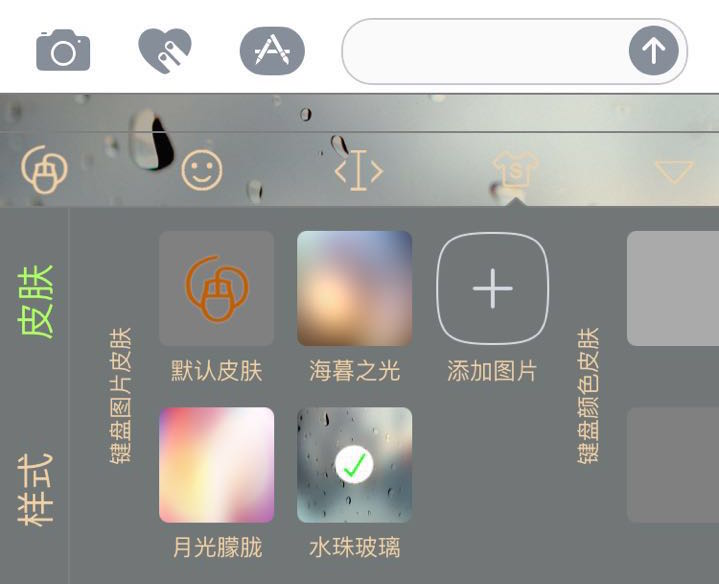 皮肤
样式
键盘图片皮肤
默认皮肤
海暮之光
添加图片
月光朦胧
水珠玻璃
键盘颜色皮肤